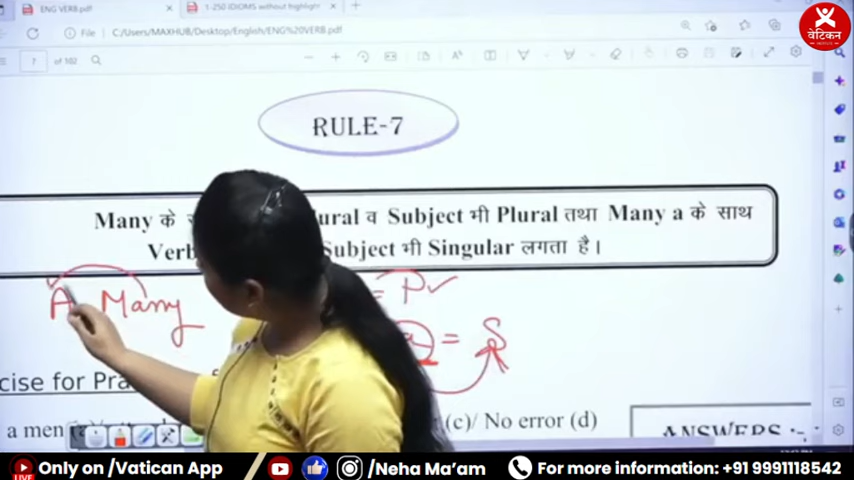 ENG VERB.pdf 1-250 IDIOMS without highligh
File C:/Users/MAXHUB/Desktop/English/ENG%20VERB.pdf
7 of 102
वेटिकन
RULE-7
Many के ural व Subject भी Plural तथा Many a के साथ
Verb Subject भी Singular लगता है।
A Many = P
a = S
cise for Pra
a men (c)/ No error (d)
ANSWERS :-
LIVE Only on/Vatican App /Neha Ma'am For more information: +91 9991118542